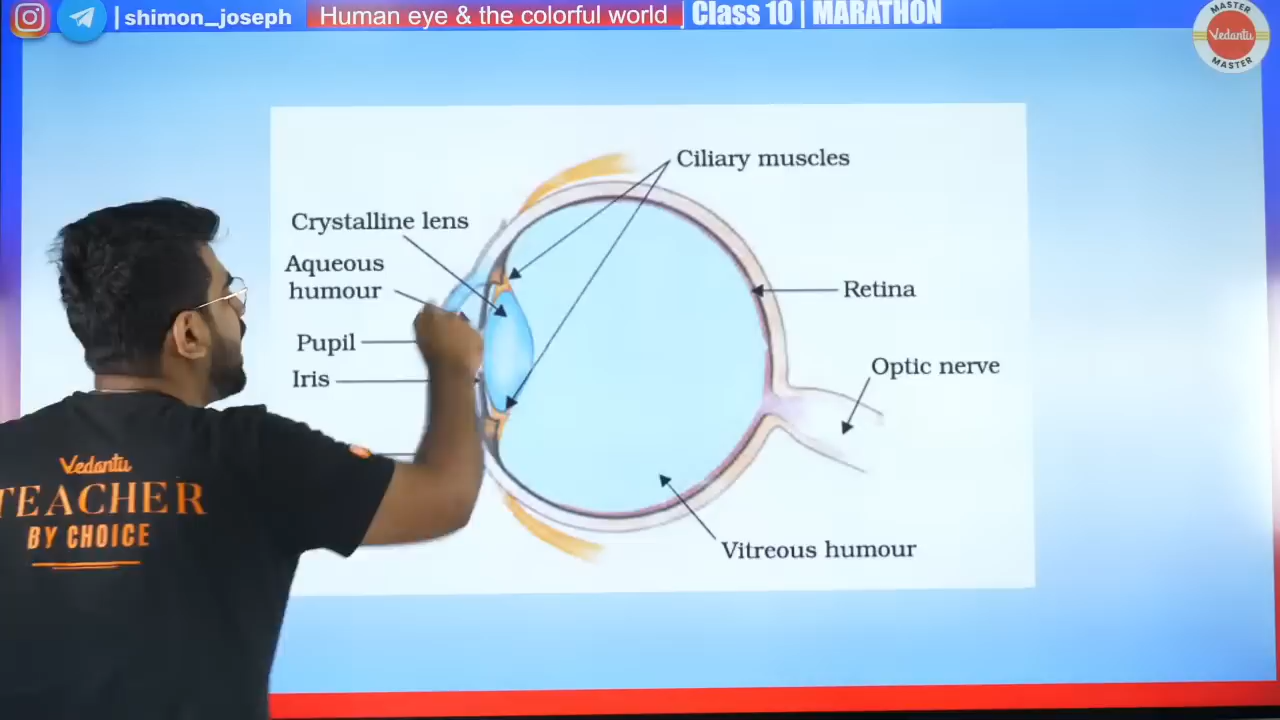 |shimon_joseph
Human eye & the colorful world
| Class 10 | MARATHON
MASTER
Vedantu
MASTER
Ciliary muscles
Crystalline lens
Aqueous
humour
Pupil
Iris
Retina
Optic nerve
Vitreous humour
Vedantu
TEACHER
BY CHOICE